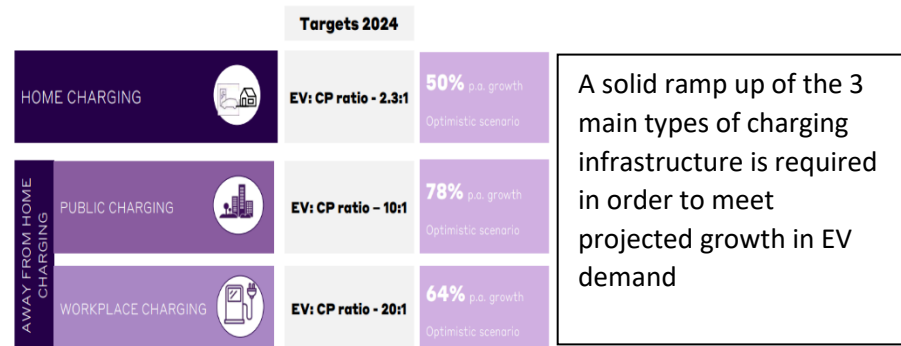 Targets 2024
HOME CHARGING
EV: CP ratio - 2.3:1
50% p.a. growth
Optimistic scenario
AWAY FROM HOME
CHARGING
PUBLIC CHARGING
EV: CP ratio – 10:1
78% p.a. growth
Optimistic scenario
WORKPLACE CHARGING
EV: CP ratio - 20:1
64% p.a. growth
Optimistic scenario
A solid ramp up of the 3
main types of charging
infrastructure is required
in order to meet
projected growth in EV
demand